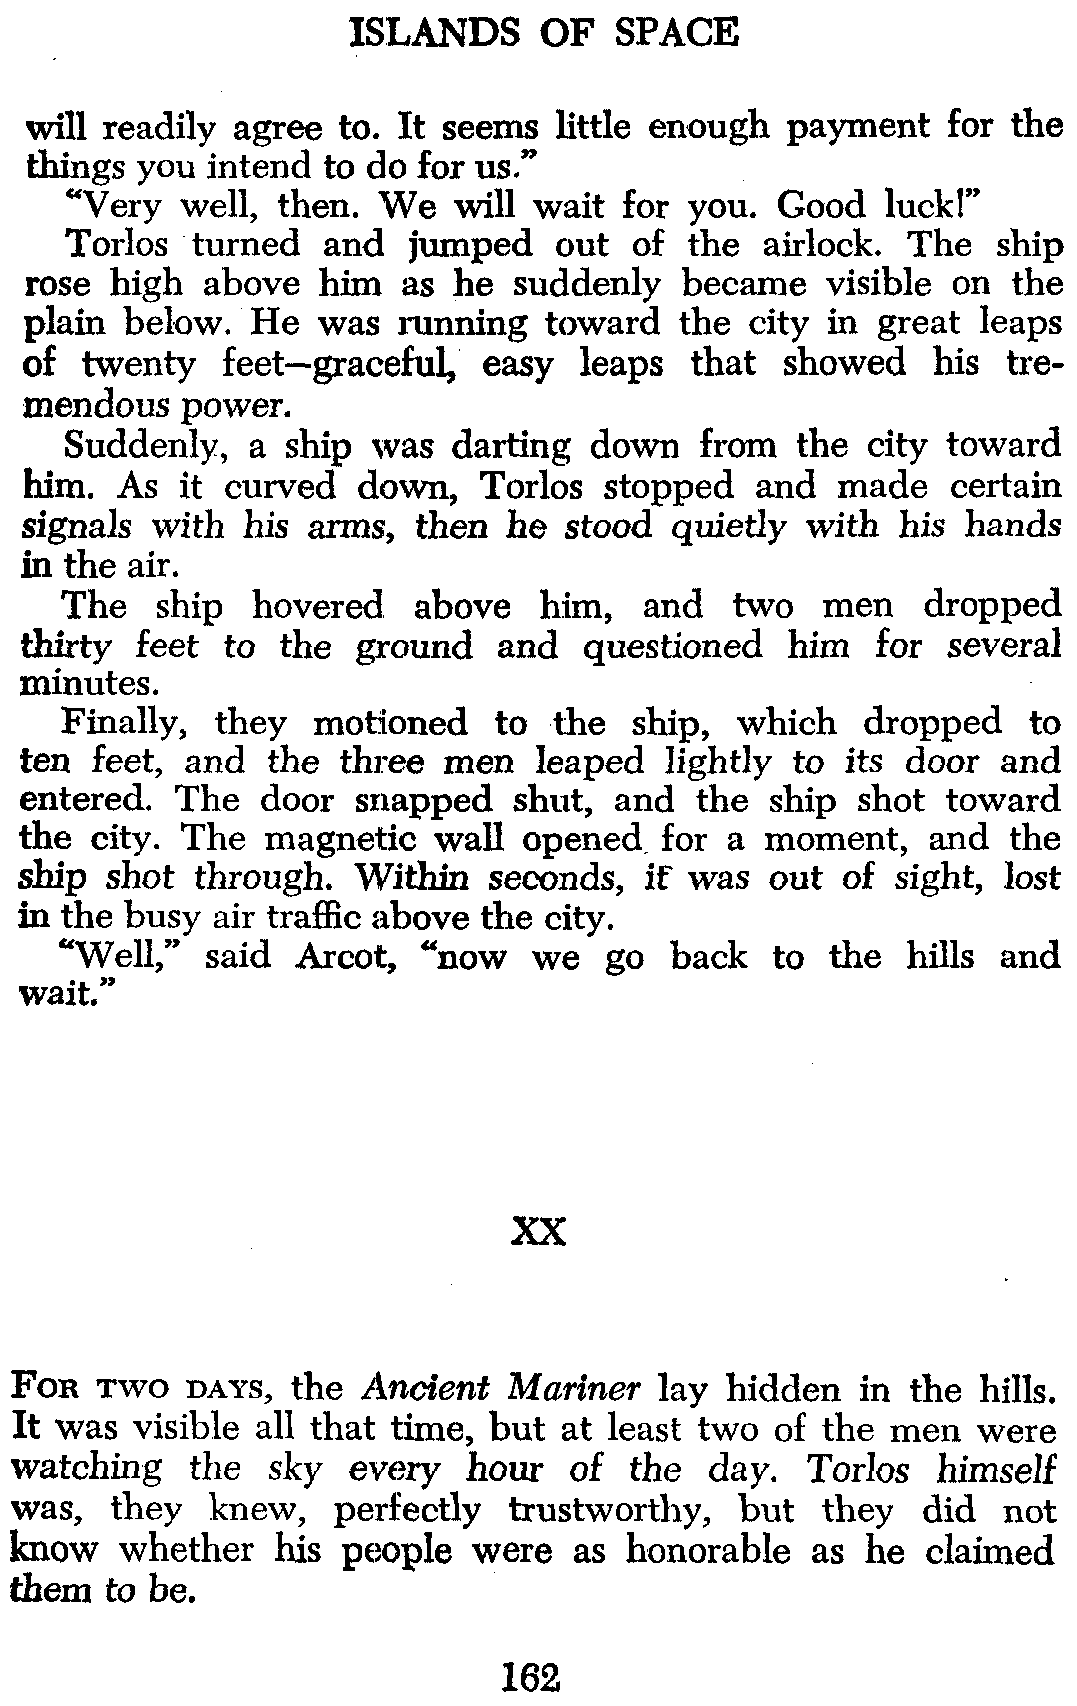 ISLANDS OF SPACE
will readily agree to. It seems little enough payment for the
things you intend to do for us.”
“Very well, then. We will wait for you. Good luck!”
Torlos turned and jumped out of the airlock. The ship
rose high above him as he suddenly became visible on the
plain below. He was running toward the city in great leaps
of twenty feet—graceful, easy leaps that showed his tre-
mendous power.
Suddenly, a ship was darting down from the city toward
him. As it curved down, Torlos stopped and made certain
signals with his arms, then he stood quietly with his hands
in the air.
The ship hovered above him, and two men dropped
thirty feet to the ground and questioned him for several
minutes.
Finally, they motioned to the ship, which dropped to
ten feet, and the three men leaped lightly to its door and
entered. The door snapped shut, and the ship shot toward
the city. The magnetic wall opened for a moment, and the
ship shot through. Within seconds, it was out of sight, lost
in the busy air traffic above the city.
“Well,” said Arcot, “now we go back to the hills and
wait.”
XX
FOR TWO DAYS, the Ancient Mariner lay hidden in the hills.
It was visible all that time, but at least two of the men were
watching the sky every hour of the day. Torlos himself
was, they knew, perfectly trustworthy, but they did not
know whether his people were as honorable as he claimed
them to be.
162